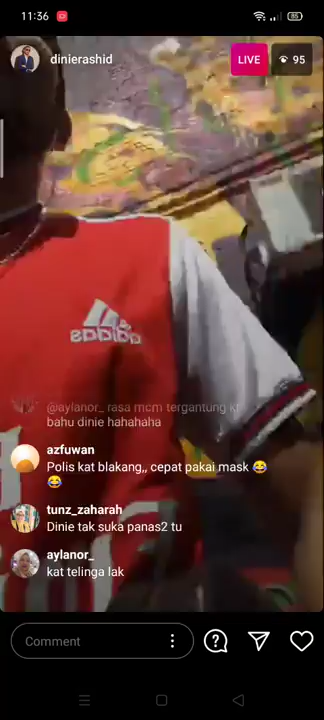 11:36
85
dinierashid
LIVE
95
adidas
@aylanor_ rasa mcm tergantung kt
bahu dinie hahahaha
azfuwan
Polis kat blakang,, cepat pakai mask 😂
😂
tunz_zaharah
Dinie tak suka panas2 tu
aylanor_
kat telinga lak
Comment